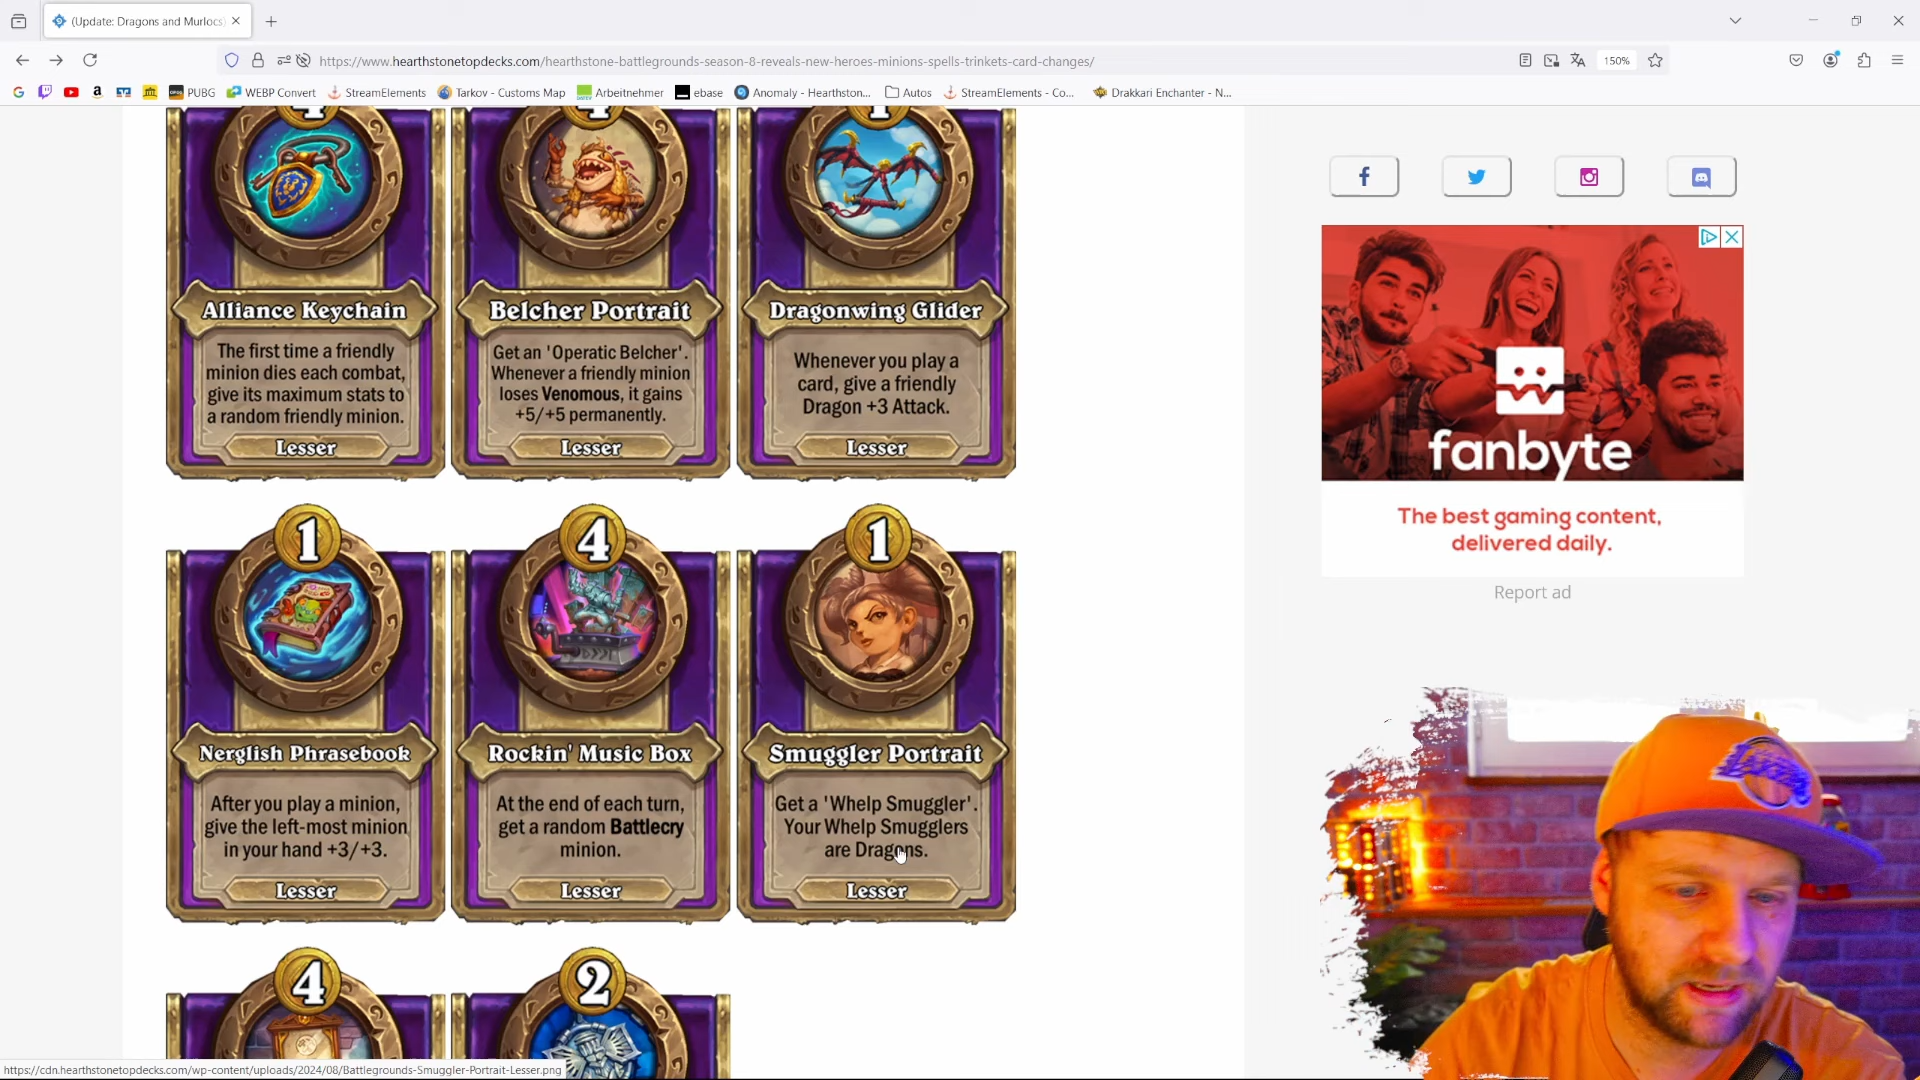 (Update: Dragons and Murlocs)
https://www.hearthstonetopdecks.com/hearthstone-battlegrounds-season-8-reveals-new-heroes-minions-spells-trinkets-card-changes/
150%
PUBG
WEBP Convert
StreamElements
Tarkov - Customs Map
Arbeitnehmer
ebase
Anomaly - Hearthston...
Autos
StreamElements - Co...
Drakkari Enchanter - N...
Alliance Keychain
The first time a friendly
minion dies each combat,
give its maximum stats to
a random friendly minion.
Lesser
Belcher Portrait
Get an 'Operatic Belcher'.
Whenever a friendly minion
loses Venomous, it gains
+5/+5 permanently.
Lesser
Dragonwing Glider
Whenever you play a
card, give a friendly
Dragon +3 Attack.
Lesser
1
Nerglish Phrasebook
After you play a minion,
give the left-most minion
in your hand +3/+3.
Lesser
4
Rockin' Music Box
At the end of each turn,
get a random Battlecry
minion.
Lesser
1
Smuggler Portrait
Get a 'Whelp Smuggler'.
Your Whelp Smugglers
are Dragons.
Lesser
4
2
fanbyte
The best gaming content,
delivered daily.
Report ad
https://cdn.hearthstonetopdecks.com/wp-content/uploads/2024/08/Battlegrounds-Smuggler-Portrait-Lesser.png